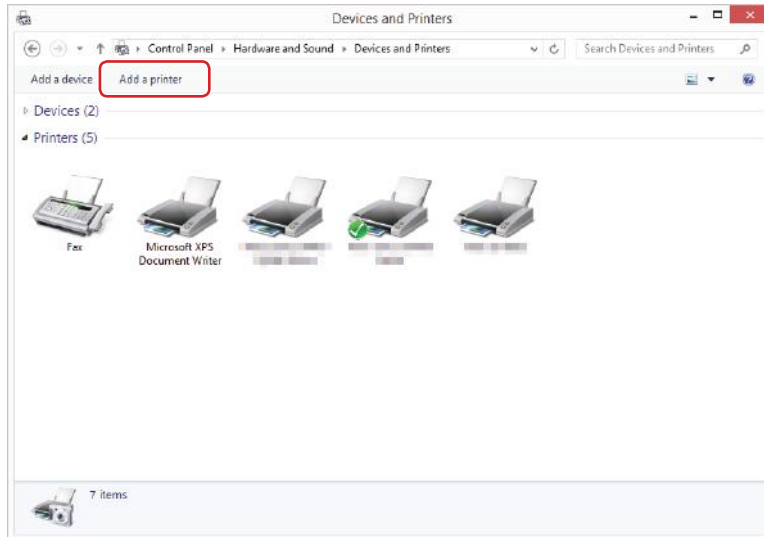 Devices and Printers
Control Panel Hardware and Sound Devices and Printers Search Devices and Printers
Add a device Add a printer
Devices (2)
Printers (5)
Fax
Microsoft XPS
Document Writer
7 items